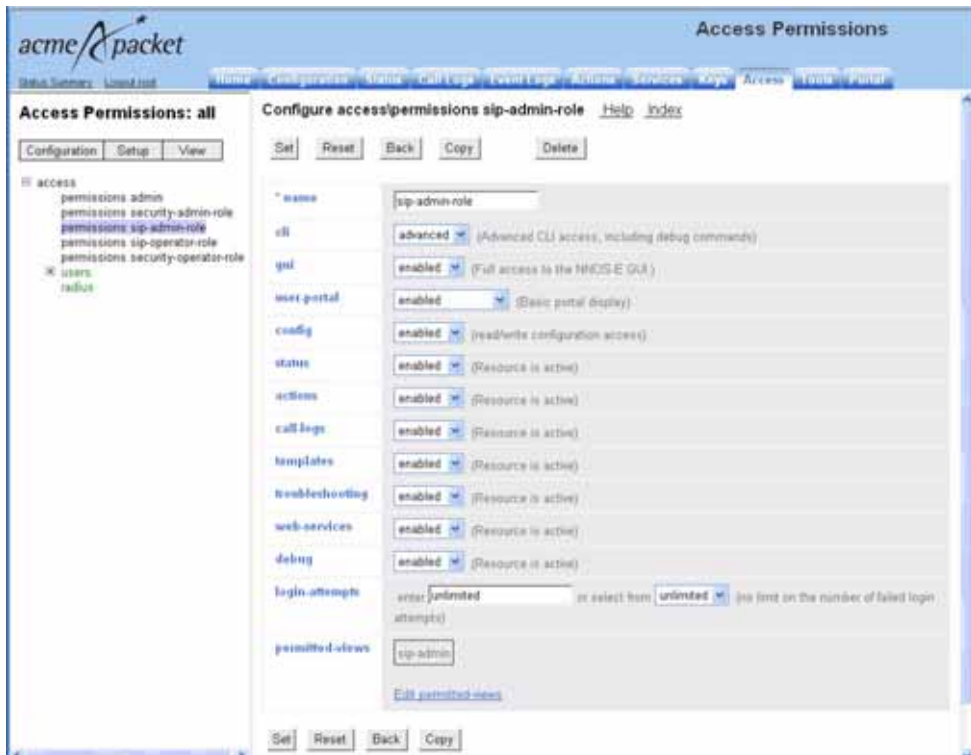 acme packet
Access Permissions
Status Summary Logout root
Home Configuration Status Call Logs Event Logs Actions Services Keys Access Tools Portal
Access Permissions: all
Configuration Setup View
access
permissions admin
permissions security-admin-role
permissions sip-admin-role
permissions sip-operator-role
permissions security-operator-role
users
radius
Configure access\permissions sip-admin-role Help Index
Set Reset Back Copy Delete
* name sip-admin-role
cli advanced (Advanced CLI access, including debug commands)
gui enabled (Full access to the NNOS-E GUI.)
user-portal enabled (Basic portal display)
config enabled (read/write configuration access)
status enabled (Resource is active)
actions enabled (Resource is active)
call-logs enabled (Resource is active)
templates enabled (Resource is active)
troubleshooting enabled (Resource is active)
web-services enabled (Resource is active)
debug enabled (Resource is active)
login-attempts enter unlimited or select from unlimited (no limit on the number of failed login
attempts)
permitted-views sip-admin
Edit permitted-views
Set Reset Back Copy